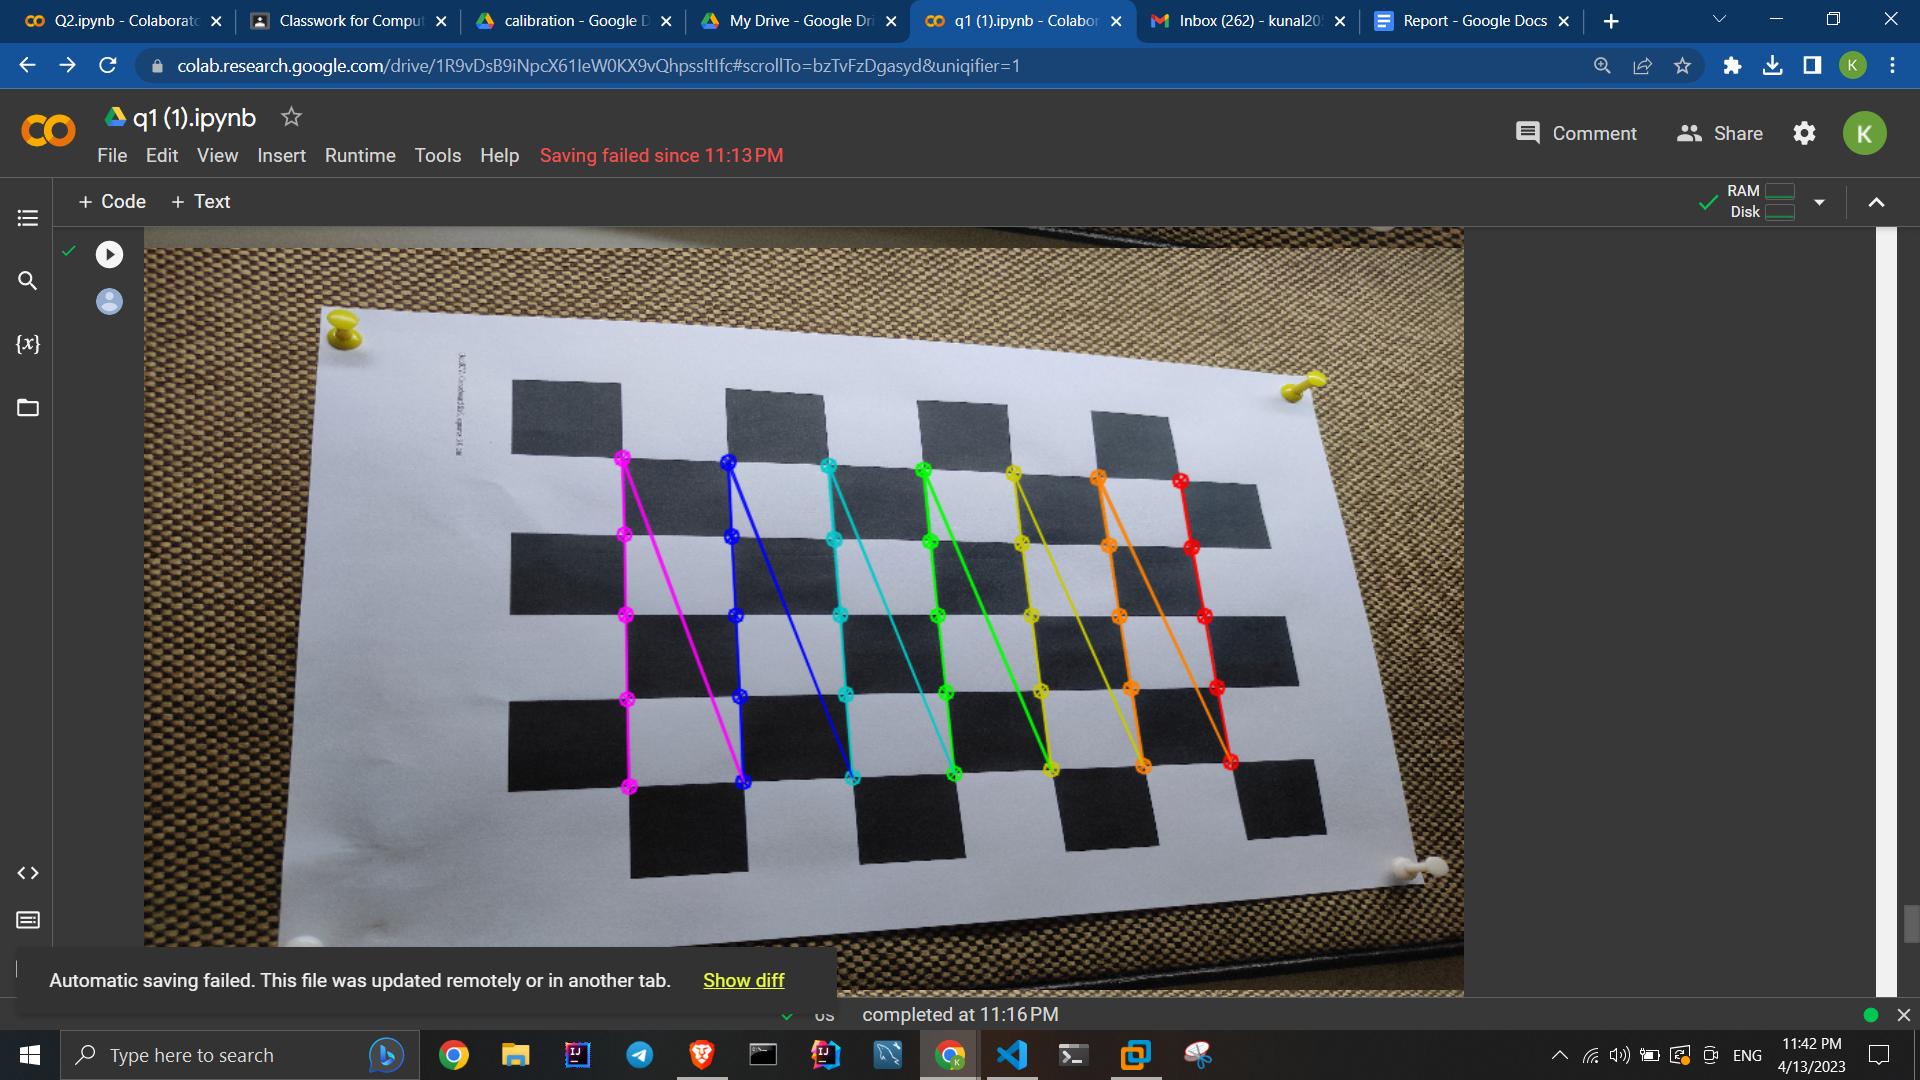 Q2.ipynb - Colaborato
Classwork for Comput
calibration - Google D
My Drive - Google Dri
q1 (1).ipynb - Colabor
Inbox (262) - kunal205
Report - Google Docs
colab.research.google.com/drive/1R9vDsB9iNpcX61IeW0KX9vQhpssItIfc#scrollTo=bzTvFzDgasyd&uniqifier=1
K
CO
q1 (1).ipynb
Comment
Share
K
File Edit View Insert Runtime Tools Help Saving failed since 11:13 PM
+ Code + Text
RAM
Disk
{x}
Automatic saving failed. This file was updated remotely or in another tab. Show diff
completed at 11:16 PM
Type here to search
ENG
11:42 PM
4/13/2023